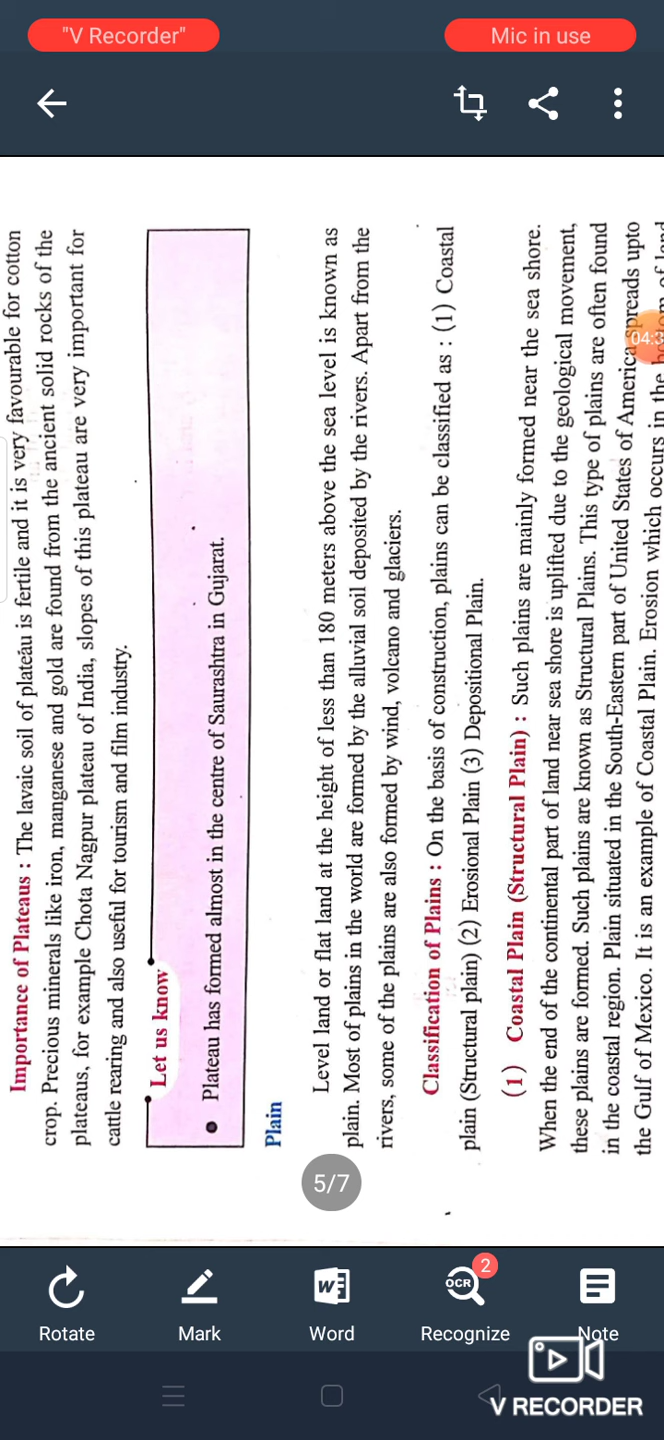 "V Recorder"
Mic in use
Importance of Plateaus : The lavaic soil of plateau is fertile and it is very favourable for cotton
crop. Precious minerals like iron, manganese and gold are found from the ancient solid rocks of the
plateaus, for example Chota Nagpur plateau of India, slopes of this plateau are very important for
cattle rearing and also useful for tourism and film industry.
Let us know
● Plateau has formed almost in the centre of Saurashtra in Gujarat.
Plain
Level land or flat land at the height of less than 180 meters above the sea level is known as
plain. Most of plains in the world are formed by the alluvial soil deposited by the rivers. Apart from the
rivers, some of the plains are also formed by wind, volcano and glaciers.
Classification of Plains : On the basis of construction, plains can be classified as : (1) Coastal
plain (Structural plain) (2) Erosional Plain (3) Depositional Plain.
(1) Coastal Plain (Structural Plain) : Such plains are mainly formed near the sea shore.
When the end of the continental part of land near sea shore is uplifted due to the geological movement,
these plains are formed. Such plains are known as Structural Plains. This type of plains are often found
in the coastal region. Plain situated in the South-Eastern part of United States of America spreads upto
the Gulf of Mexico. It is an example of Coastal Plain. Erosion which occurs in the of land
04:3
5/7
Rotate
Mark
Word
OCR
2
Recognize
Note
V RECORDER